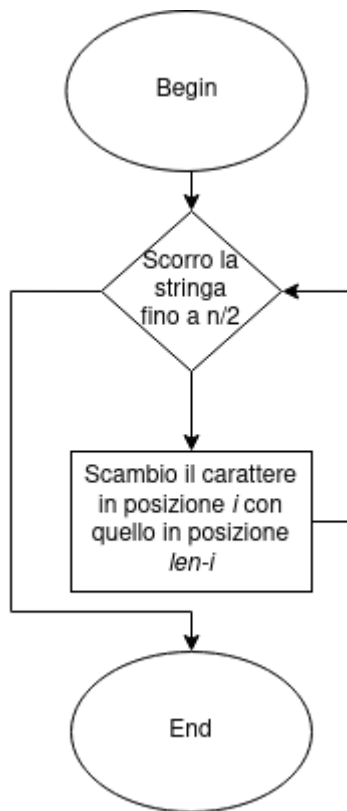 Begin
Scorro la
stringa
fino a n/2
Scambio il carattere
in posizione i con
quello in posizione
len-i
End